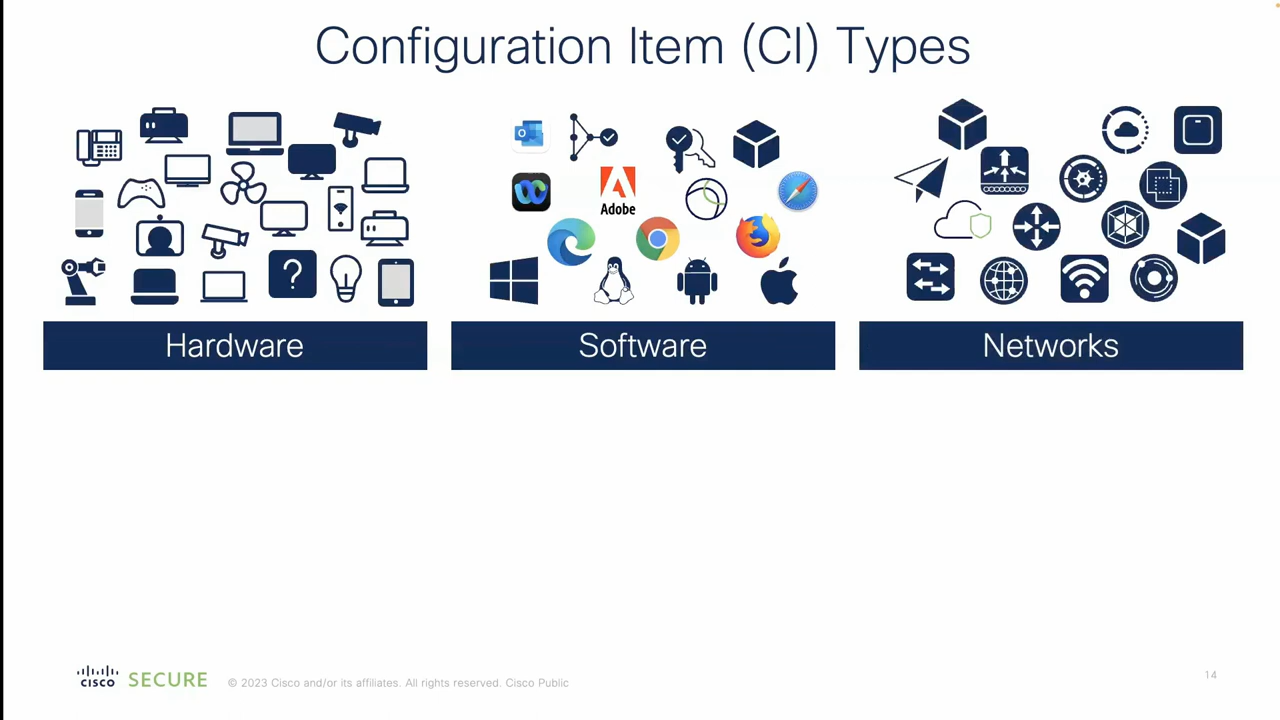 Configuration Item (CI) Types
Adobe
?
Hardware
Software
Networks
CISCO SECURE
© 2023 Cisco and/or its affiliates. All rights reserved. Cisco Public
14